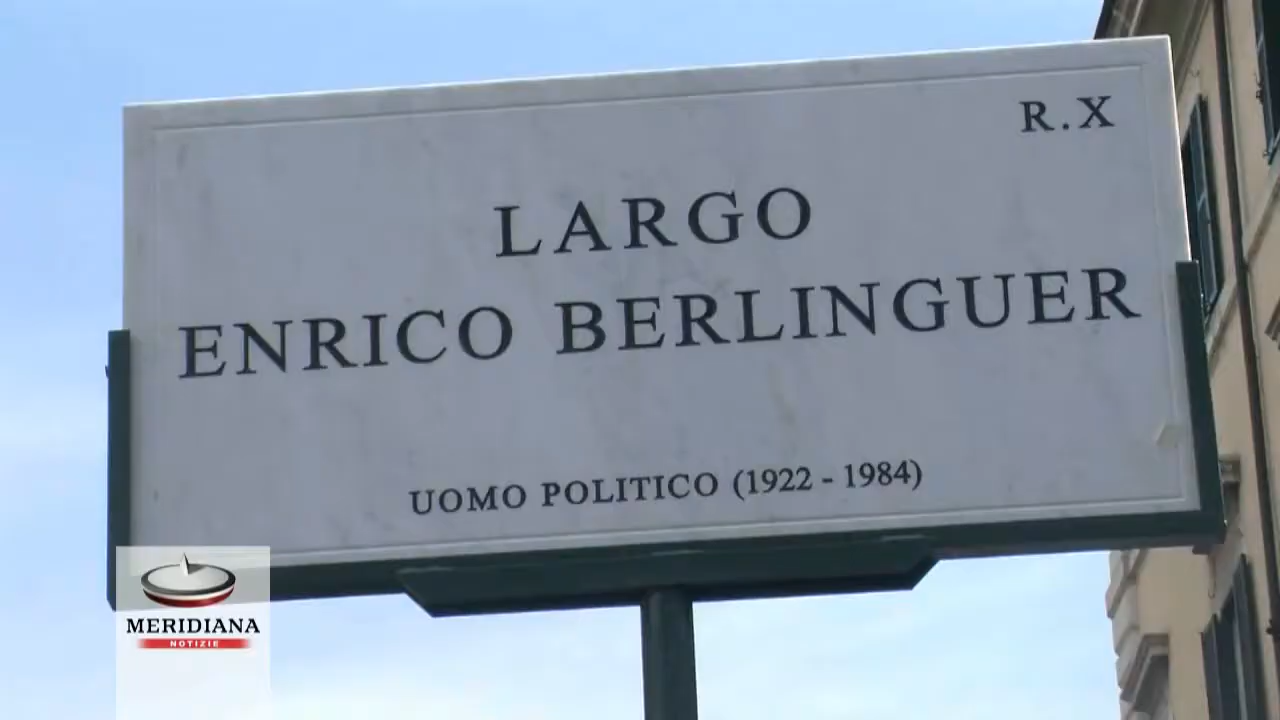 R.X
LARGO
ENRICO BERLINGUER
UOMO POLITICO (1922 - 1984)
MERIDIANA
NOTIZIE